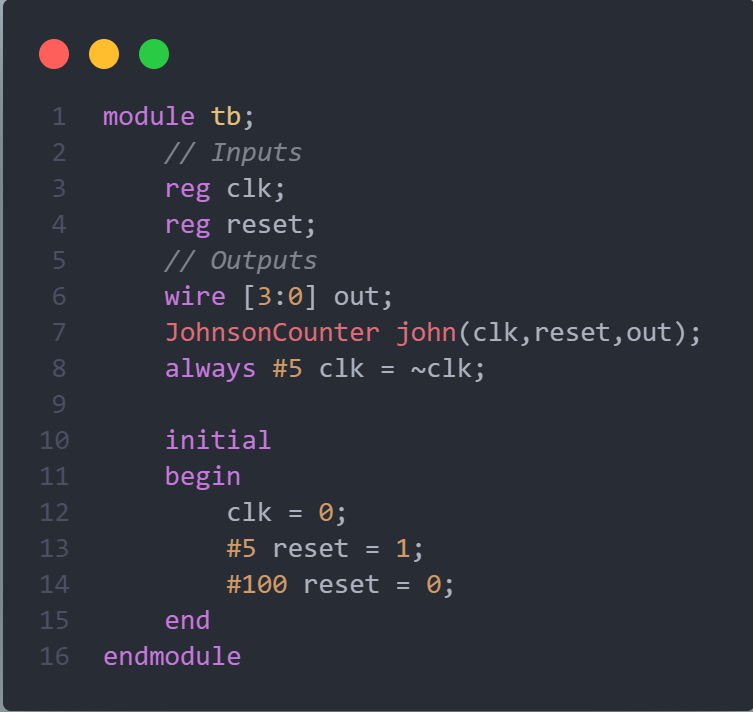 1 module tb;
2 // Inputs
3 reg clk;
4 reg reset;
5 // Outputs
6 wire [3:0] out;
7 JohnsonCounter john(clk,reset,out);
8 always #5 clk = ~clk;
9
10 initial
11 begin
12 clk = 0;
13 #5 reset = 1;
14 #100 reset = 0;
15 end
16 endmodule